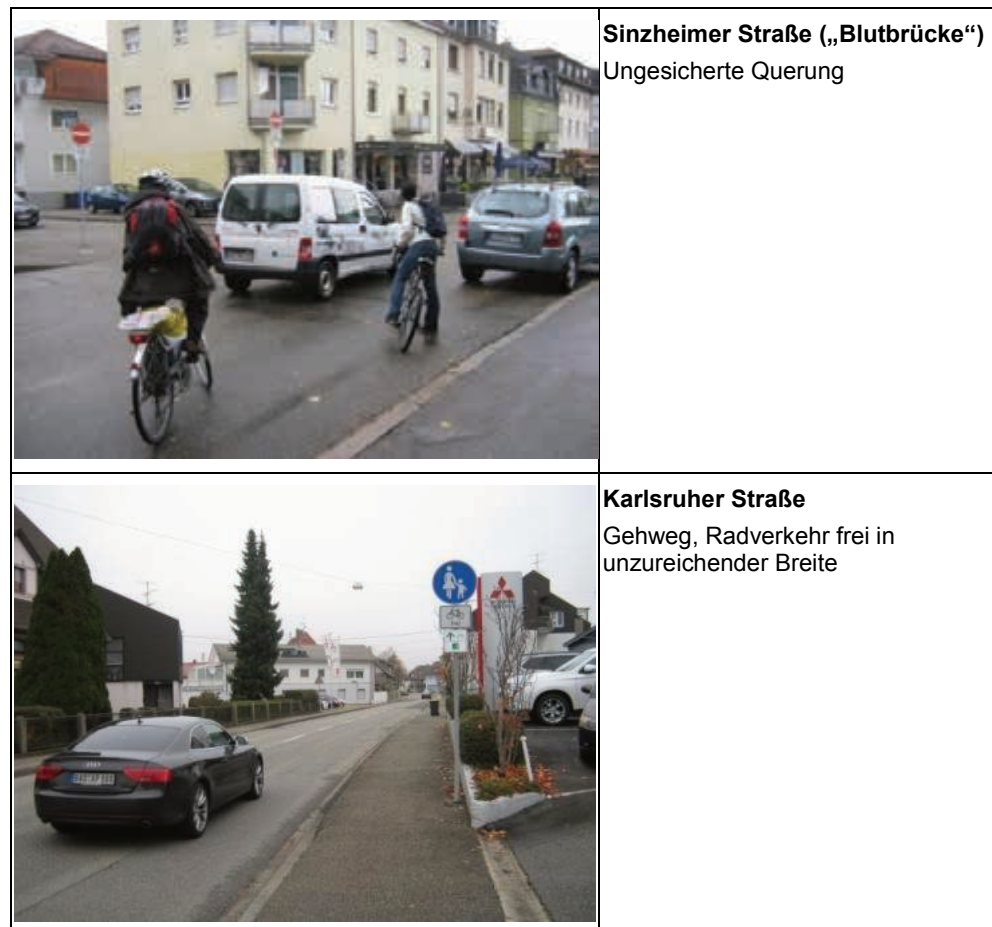 Sinzheimer Straße („Blutbrücke“)
Ungesicherte Querung
Karlsruher Straße
Gehweg, Radverkehr frei in
unzureichender Breite